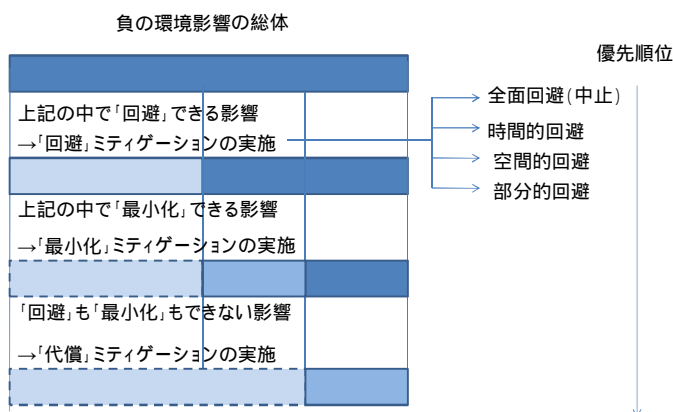 負の環境影響の総体
優先順位
上記の中で｢回避｣できる影響
→｢回避｣ミティゲーションの実施
全面回避(中止)
時間的回避
空間的回避
部分的回避
上記の中で｢最小化｣できる影響
→｢最小化｣ミティゲーションの実施
｢回避｣も｢最小化｣もできない影響
→｢代償｣ミティゲーションの実施